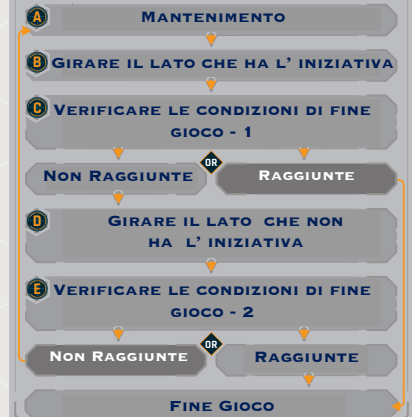 A MANTENIMENTO
B GIRARE IL LATO CHE HA L' INIZIATIVA
C VERIFICARE LE CONDIZIONI DI FINE
GIOCO - 1
NON RAGGIUNTE OR RAGGIUNTE
D GIRARE IL LATO CHE NON
HA L' INIZIATIVA
E VERIFICARE LE CONDIZIONI DI FINE
GIOCO - 2
NON RAGGIUNTE OR RAGGIUNTE
FINE GIOCO